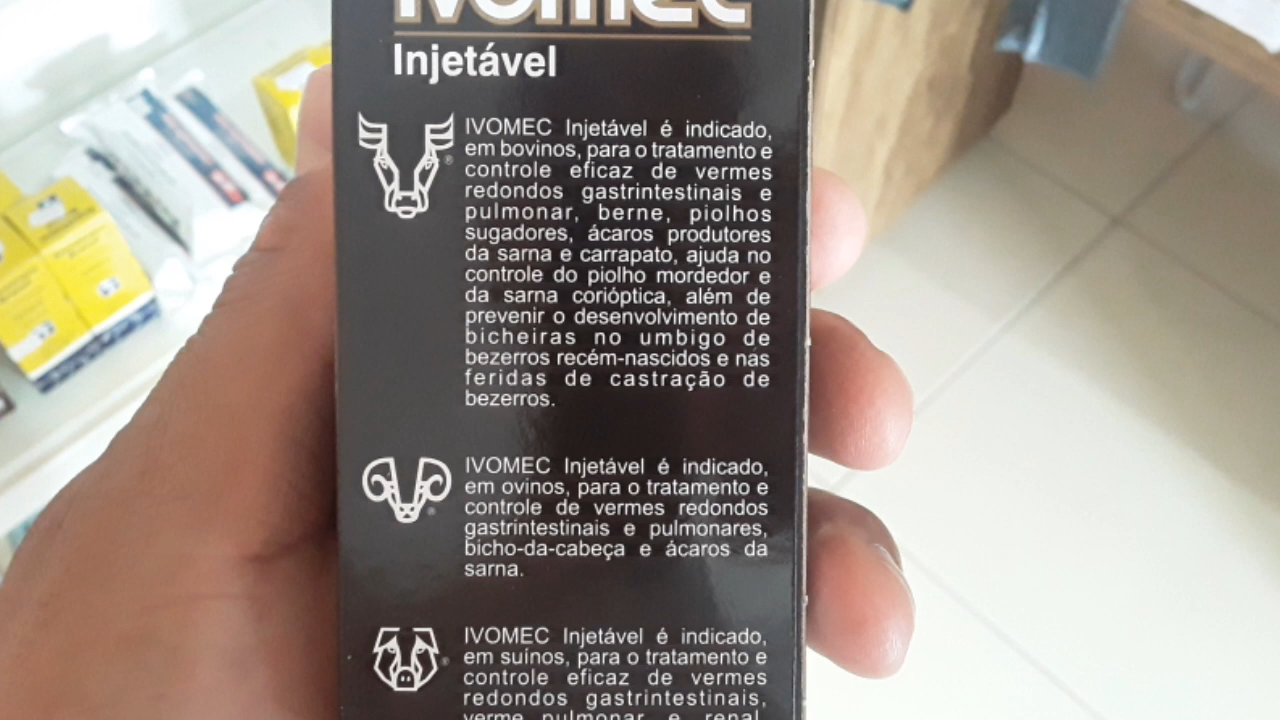 Ivomec
Injetável
IVOMEC Injetável é indicado,
em bovinos, para o tratamento e
controle eficaz de vermes
redondos gastrintestinais e
pulmonar, berne, piolhos
sugadores, ácaros produtores
da sarna e carrapato, ajuda no
controle do piolho mordedor e
da sarna corióptica, além de
prevenir o desenvolvimento de
bicheiras no umbigo de
bezerros recém-nascidos e nas
feridas de castração de
bezerros.
IVOMEC Injetável é indicado,
em ovinos, para o tratamento e
controle de vermes redondos
gastrintestinais e pulmonares,
bicho-da-cabeça e ácaros da
sarna.
IVOMEC Injetável é indicado,
em suínos, para o tratamento e
controle eficaz de vermes
redondos gastrintestinais,
verme pulmonar e renal,